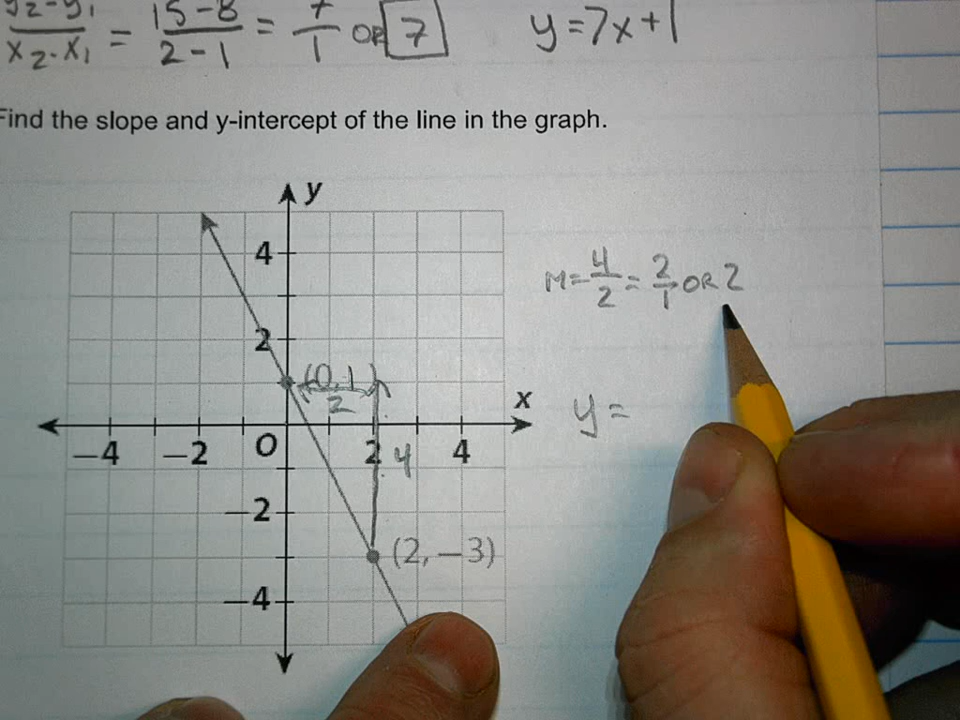 y2-y1/x2-x1 = 15-8/2-1 = 7/1 OR 7 y=7x+1
Find the slope and y-intercept of the line in the graph.
y
4
2
(0,1)
2
x
-4 -2 O 2 4 4
-2
(2,-3)
-4
M=4/2=2/1 OR 2
y=